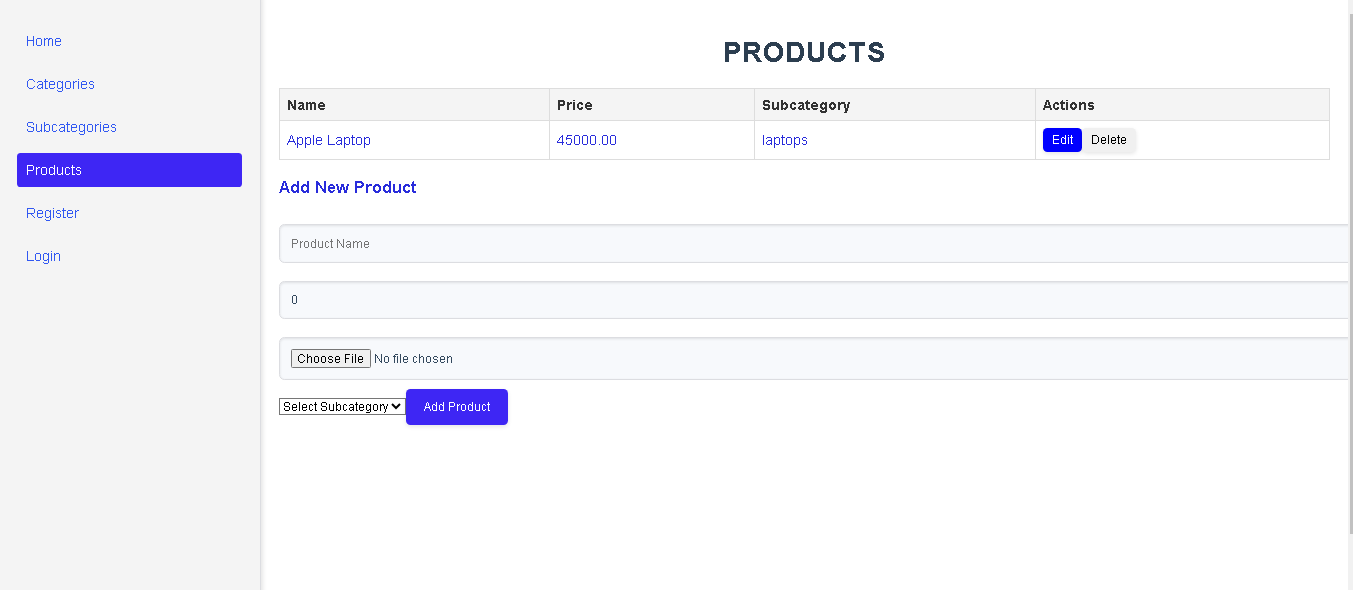 Home
Categories
Subcategories
Products
Register
Login
PRODUCTS
Name Price Subcategory Actions
Apple Laptop 45000.00 laptops Edit Delete
Add New Product
Product Name
0
Choose File No file chosen
Select Subcategory Add Product